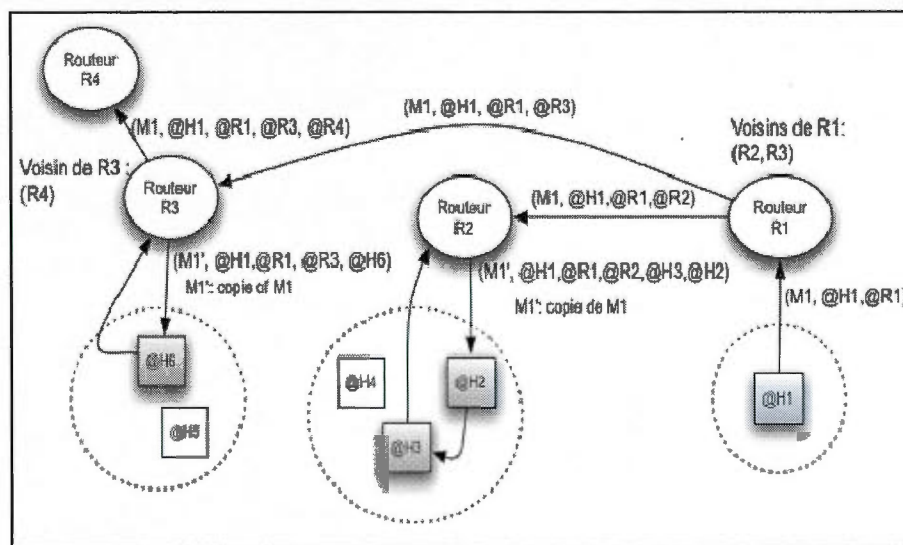 Routeur
R4
(M1, @H1, @R1, @R3, @R4)
(M1, @H1, @R1, @R3)
Voisins de R1:
(R2,R3)
Voisin de R3 :
(R4)
Routeur
R3
Routeur
R2
(M1, @H1,@R1,@R2)
Routeur
R1
(M1', @H1,@R1, @R3, @H6)
M1': copie of M1
(M1', @H1,@R1,@R2,@H3,@H2)
M1': copie de M1
(M1, @H1,@R1)
@H6
@H5
@H4
@H2
@H3
@H1